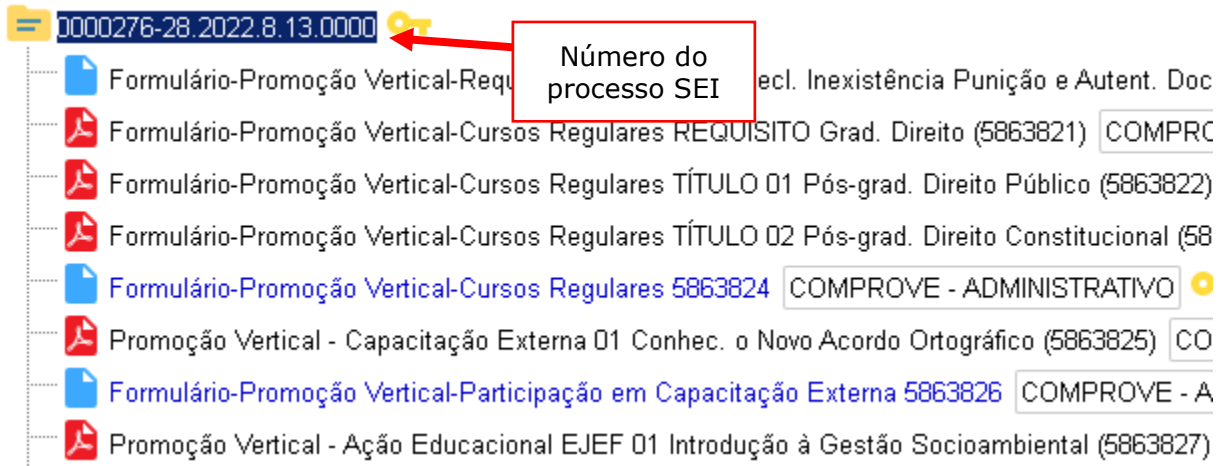 0000276-28.2022.8.13.0000
Número do
processo SEI
Formulário-Promoção Vertical-Requ ecl. Inexistência Punição e Autent. Doc
Formulário-Promoção Vertical-Cursos Regulares REQUISITO Grad. Direito (5863821) COMPRO
Formulário-Promoção Vertical-Cursos Regulares TÍTULO 01 Pós-grad. Direito Público (5863822)
Formulário-Promoção Vertical-Cursos Regulares TÍTULO 02 Pós-grad. Direito Constitucional (58
Formulário-Promoção Vertical-Cursos Regulares 5863824 COMPROVE - ADMINISTRATIVO
Promoção Vertical - Capacitação Externa 01 Conhec. o Novo Acordo Ortográfico (5863825) CO
Formulário-Promoção Vertical-Participação em Capacitação Externa 5863826 COMPROVE - A
Promoção Vertical - Ação Educacional EJEF 01 Introdução à Gestão Socioambiental (5863827)